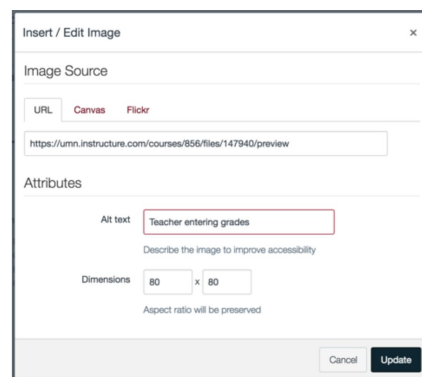 Insert / Edit Image ×
Image Source
URL Canvas Flickr
https://umn.instructure.com/courses/856/files/147940/preview
Attributes
Alt text Teacher entering grades
Describe the image to improve accessibility
Dimensions 80 x 80
Aspect ratio will be preserved
Cancel Update